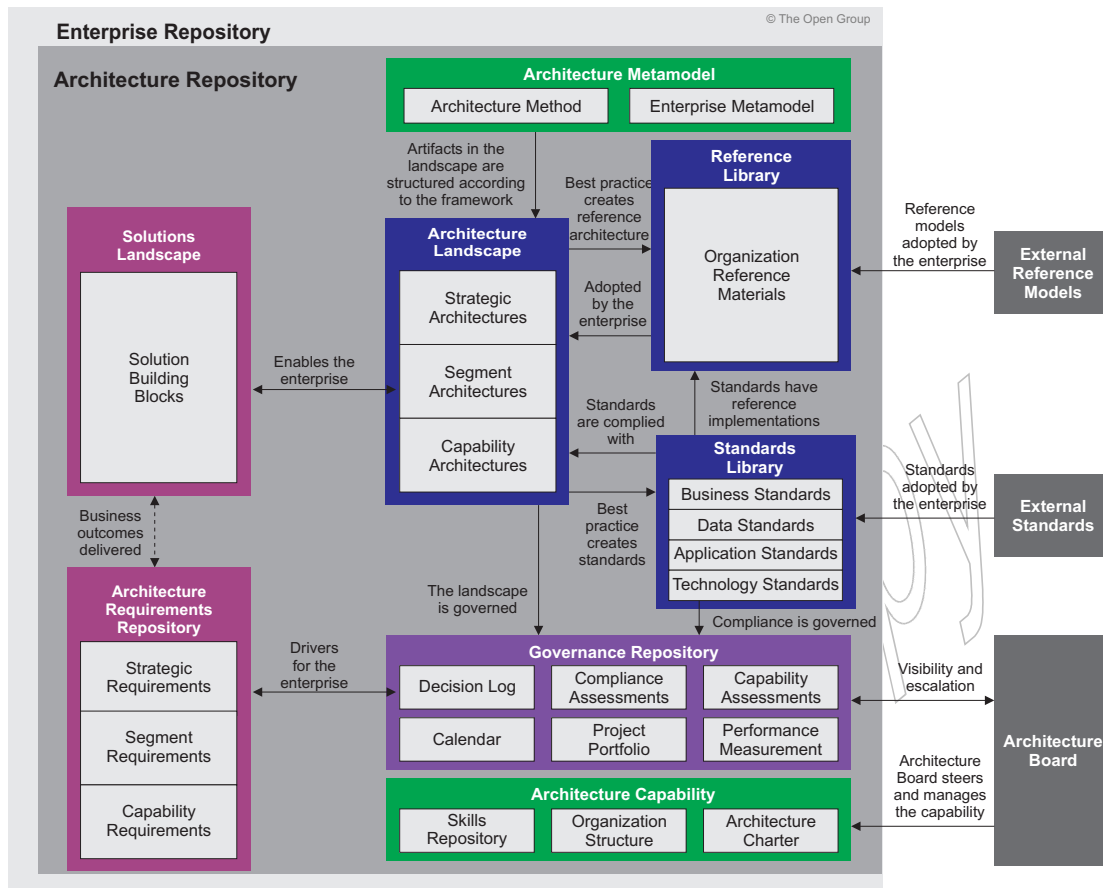 © The Open Group
Enterprise Repository
Architecture Repository
Architecture Metamodel
Architecture Method
Enterprise Metamodel
Artifacts in the
landscape are
structured according
to the framework
Best practice
creates
reference
architecture
Reference
Library
Organization
Reference
Materials
Reference
models
adopted by
the enterprise
External
Reference
Models
Solutions
Landscape
Solution
Building
Blocks
Enables the
enterprise
Architecture
Landscape
Strategic
Architectures
Segment
Architectures
Capability
Architectures
Adopted
by the
enterprise
Standards
are complied
with
Standards have
reference
implementations
Standards
Library
Business Standards
Data Standards
Application Standards
Technology Standards
Standards
adopted by
the enterprise
External
Standards
Best
practice
creates
standards
Business
outcomes
delivered
The landscape
is governed
Compliance is governed
Architecture
Requirements
Repository
Strategic
Requirements
Segment
Requirements
Capability
Requirements
Drivers
for the
enterprise
Governance Repository
Decision Log
Compliance
Assessments
Capability
Assessments
Calendar
Project
Portfolio
Performance
Measurement
Visibility and
escalation
Architecture
Board
Architecture
Board steers
and manages
the capability
Architecture Capability
Skills
Repository
Organization
Structure
Architecture
Charter